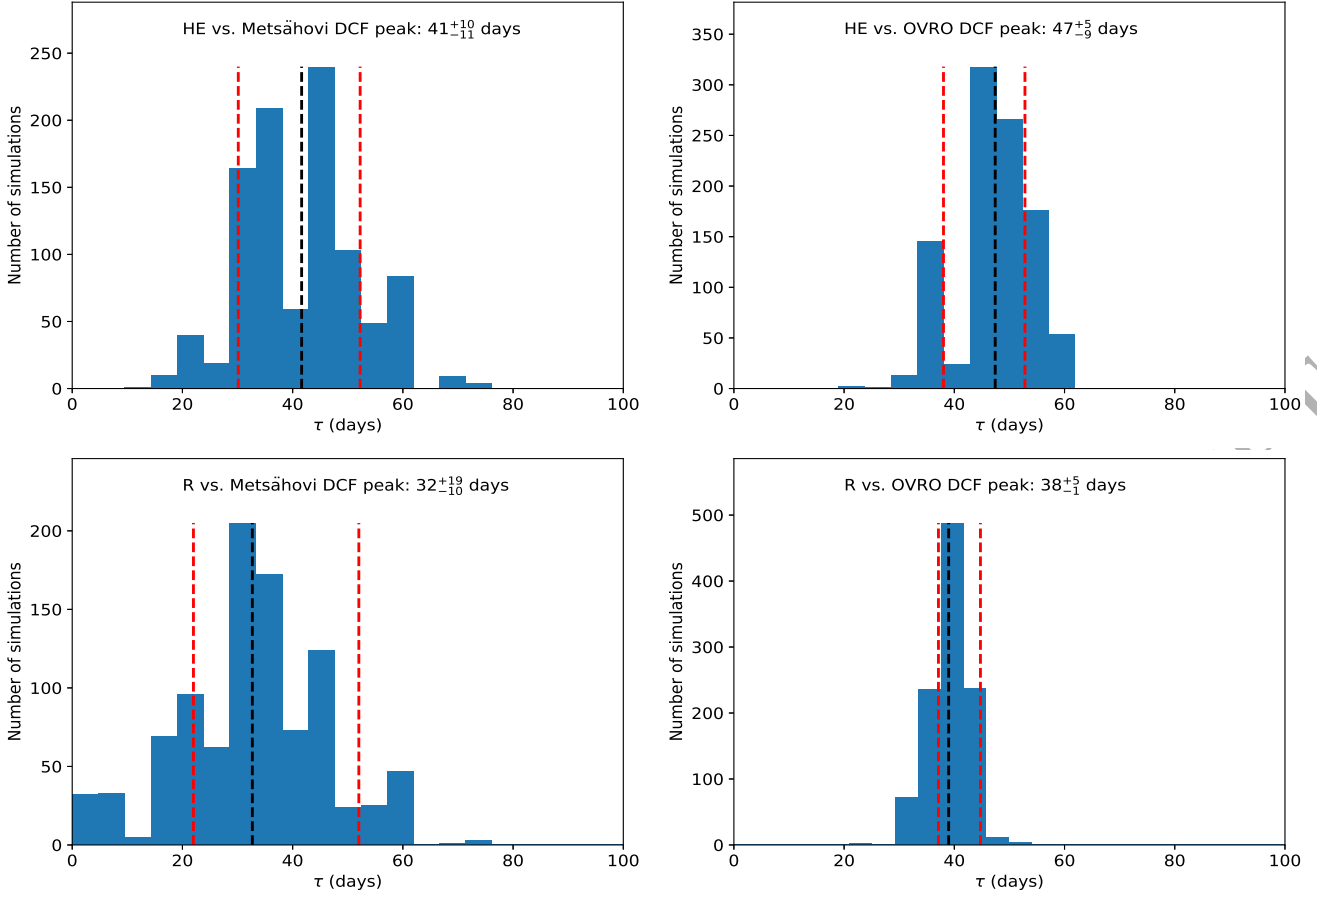 HE vs. Metsähovi DCF peak: 41 +10 −11 days
Number of simulations
250
200
150
100
50
0
0 20 40 60 80 100
τ (days)
HE vs. OVRO DCF peak: 47 +5 −9 days
Number of simulations
350
300
250
200
150
100
50
0
0 20 40 60 80 100
τ (days)
R vs. Metsähovi DCF peak: 32 +19 −10 days
Number of simulations
200
150
100
50
0
0 20 40 60 80 100
τ (days)
R vs. OVRO DCF peak: 38 +5 −1 days
Number of simulations
500
400
300
200
100
0
0 20 40 60 80 100
τ (days)